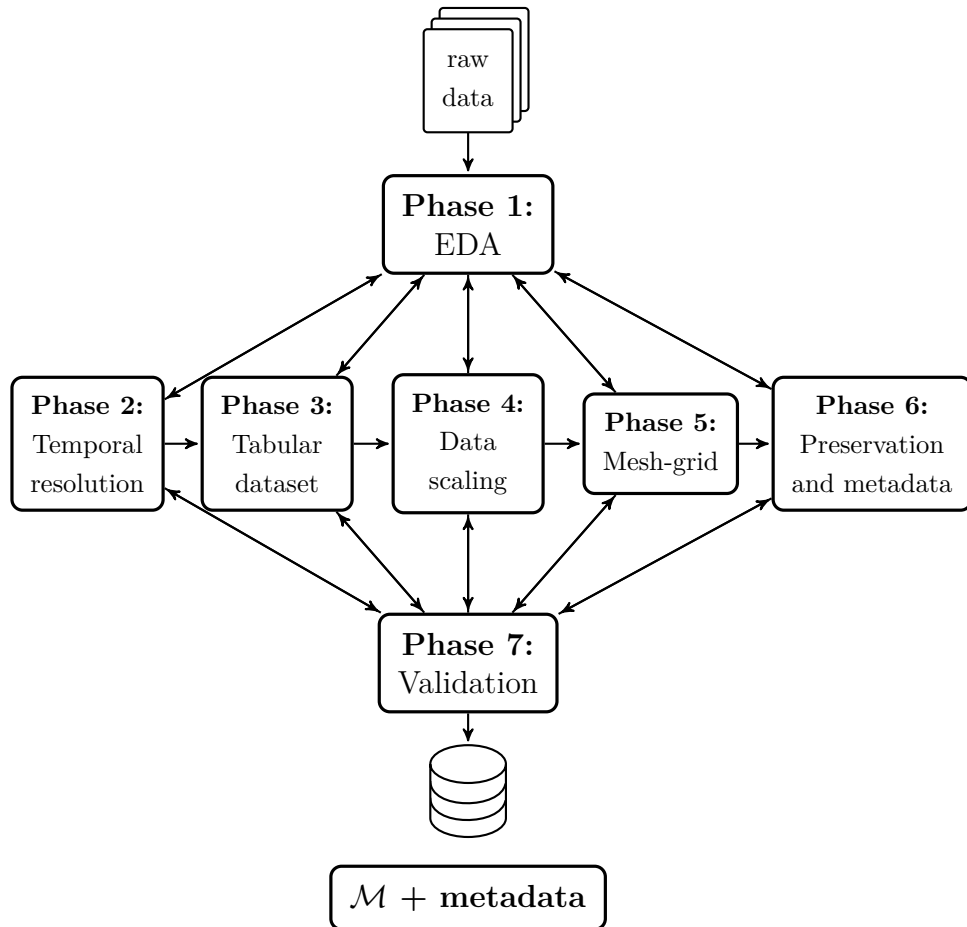 raw
data
Phase 1:
EDA
Phase 2:
Temporal
resolution
Phase 3:
Tabular
dataset
Phase 4:
Data
scaling
Phase 5:
Mesh-grid
Phase 6:
Preservation
and metadata
Phase 7:
Validation
ℳ + metadata